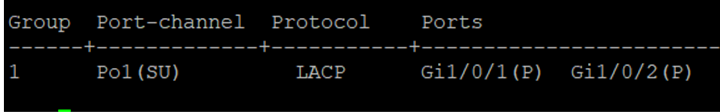 Group  Port-channel  Protocol    Ports
------+-------------+-----------+-----------------------
1      Po1(SU)         LACP      Gi1/0/1(P)  Gi1/0/2(P)